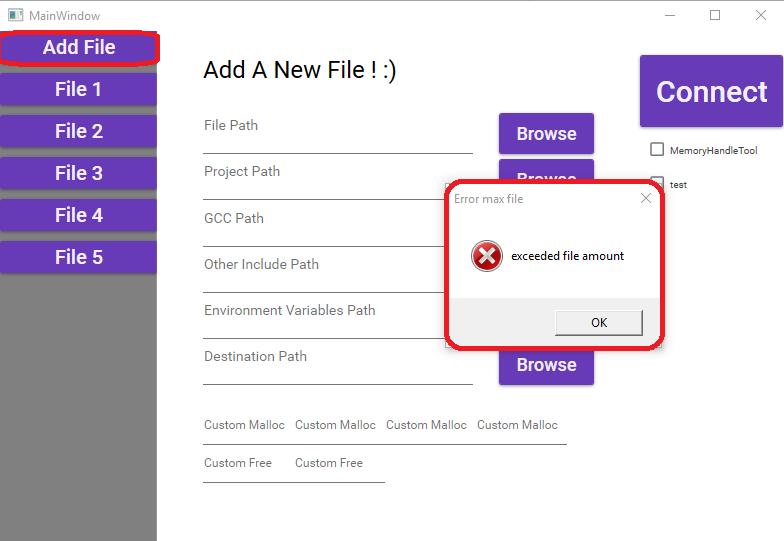 MainWindow
Add File
File 1
File 2
File 3
File 4
File 5
Add A New File ! :)
Connect
MemoryHandleTool
test
File Path
Browse
Project Path
GCC Path
Other Include Path
Environment Variables Path
Destination Path
Browse
Error max file
exceeded file amount
OK
Custom Malloc Custom Malloc Custom Malloc Custom Malloc
Custom Free Custom Free